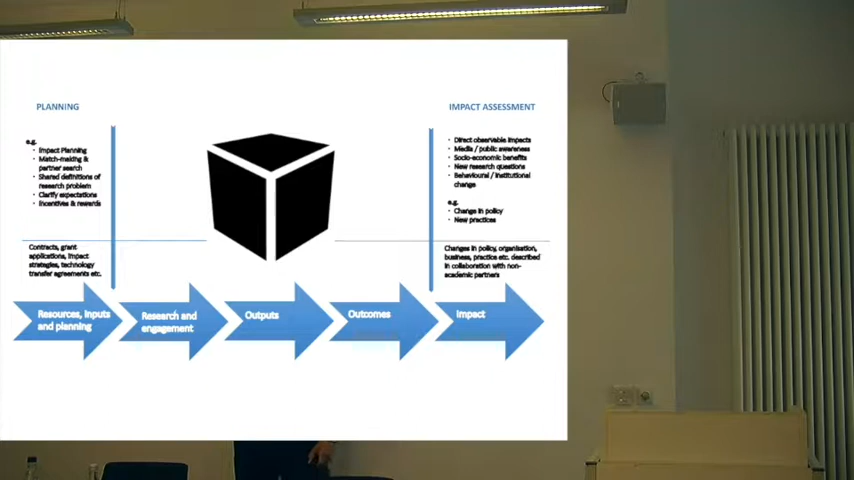 PLANNING
e.g.
• Impact Planning
• Match-making &
partner search
• Shared definitions of
research problem
• Clarify expectations
• Incentives & rewards
Contracts, grant
applications, impact
strategies, technology
transfer agreements etc.
IMPACT ASSESSMENT
• Direct observable impacts
• Media / public awareness
• Socio-economic benefits
• New research questions
• Behavioural / institutional
change
e.g.
• Change in policy
• New practices
Changes in policy, organisation,
business, practice etc. described
in collaboration with non-
academic partners
Resources, inputs
and planning
Research and
engagement
Outputs
Outcomes
Impact